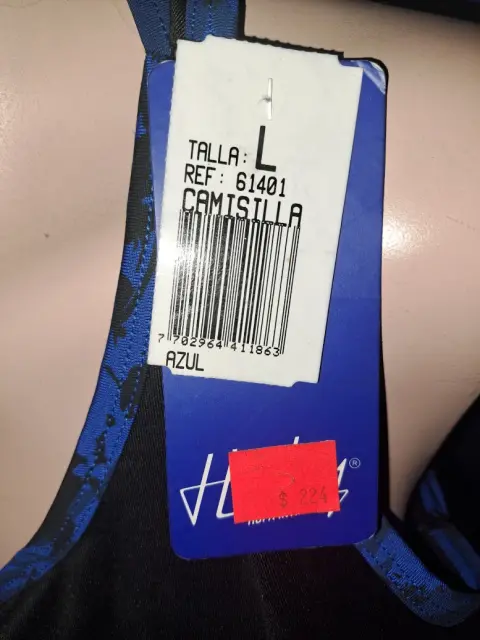 TALLA: L
REF: 61401
CAMISILLA
7 702964 411863
AZUL
®
$ 224